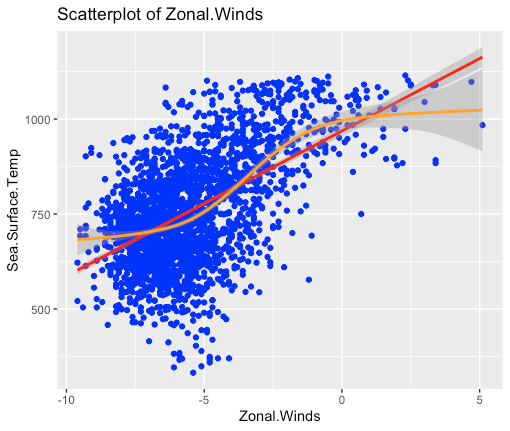 Scatterplot of Zonal.Winds
Sea.Surface.Temp
1000
750
500
-10 -5 0 5
Zonal.Winds